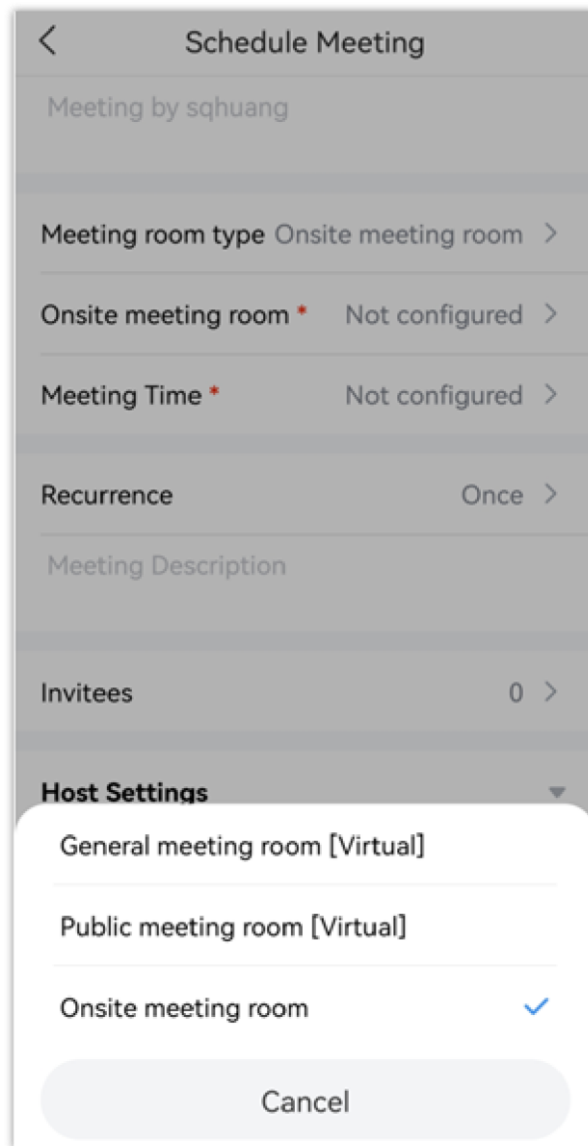 Schedule Meeting
Meeting by sqhuang
Meeting room type Onsite meeting room
Onsite meeting room * Not configured
Meeting Time * Not configured
Recurrence Once
Meeting Description
Invitees 0
Host Settings
General meeting room [Virtual]
Public meeting room [Virtual]
Onsite meeting room
Cancel